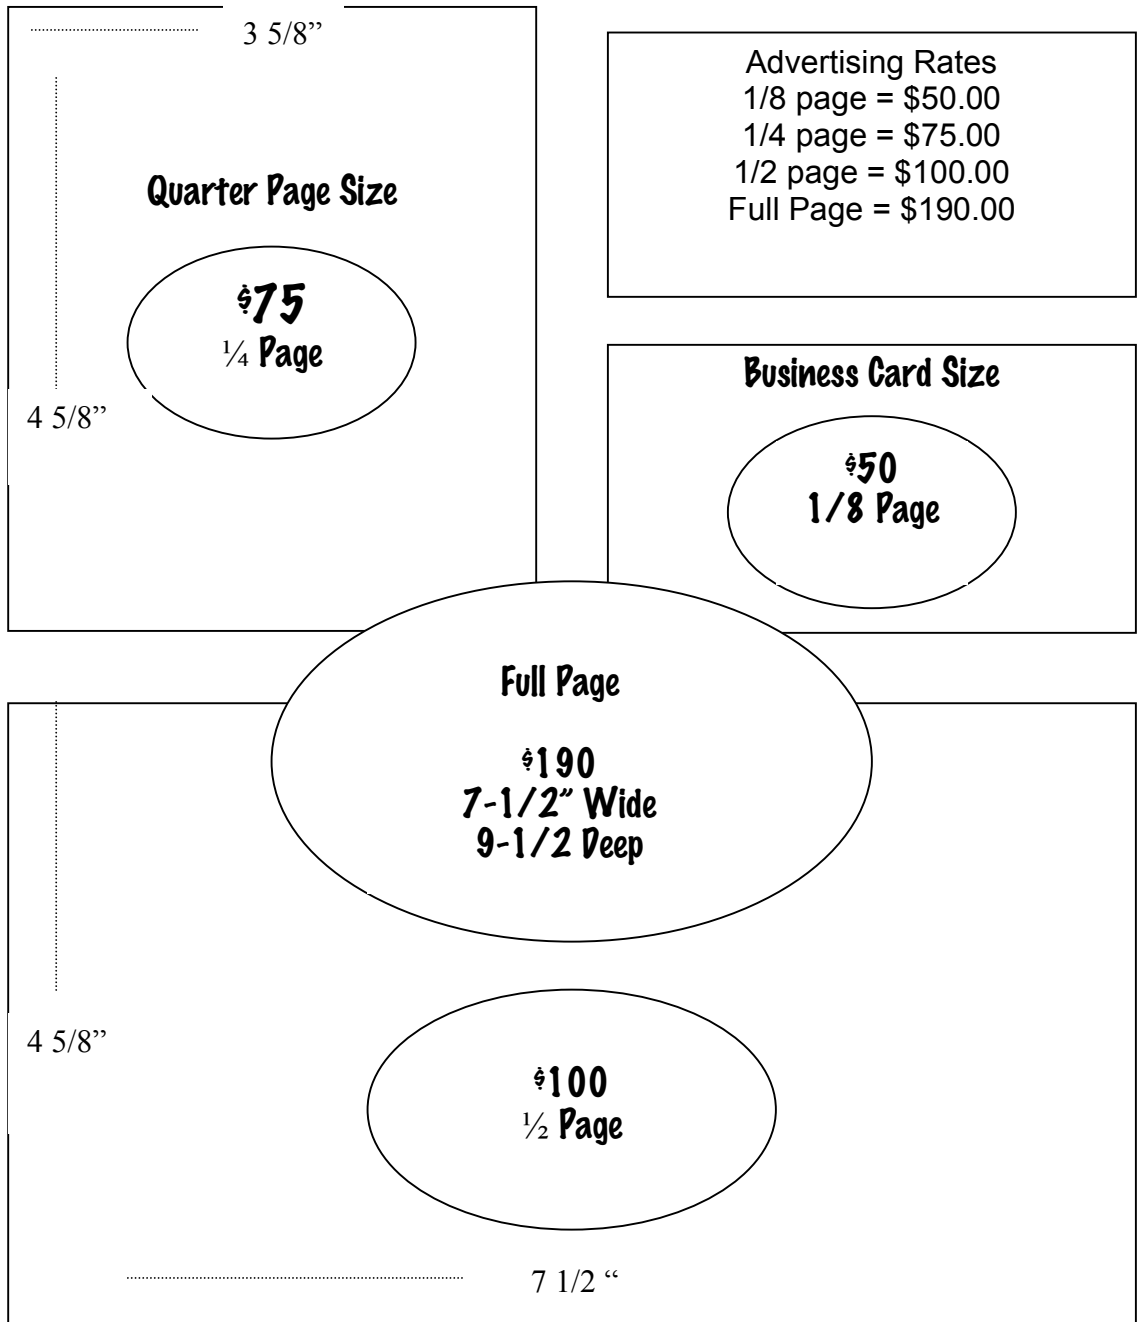 3 5/8”
Quarter Page Size
$75
¼ Page
4 5/8”
Advertising Rates
1/8 page = $50.00
1/4 page = $75.00
1/2 page = $100.00
Full Page = $190.00
Business Card Size
$50
1/8 Page
Full Page
$190
7-1/2” Wide
9-1/2 Deep
4 5/8”
$100
½ Page
7 1/2 “